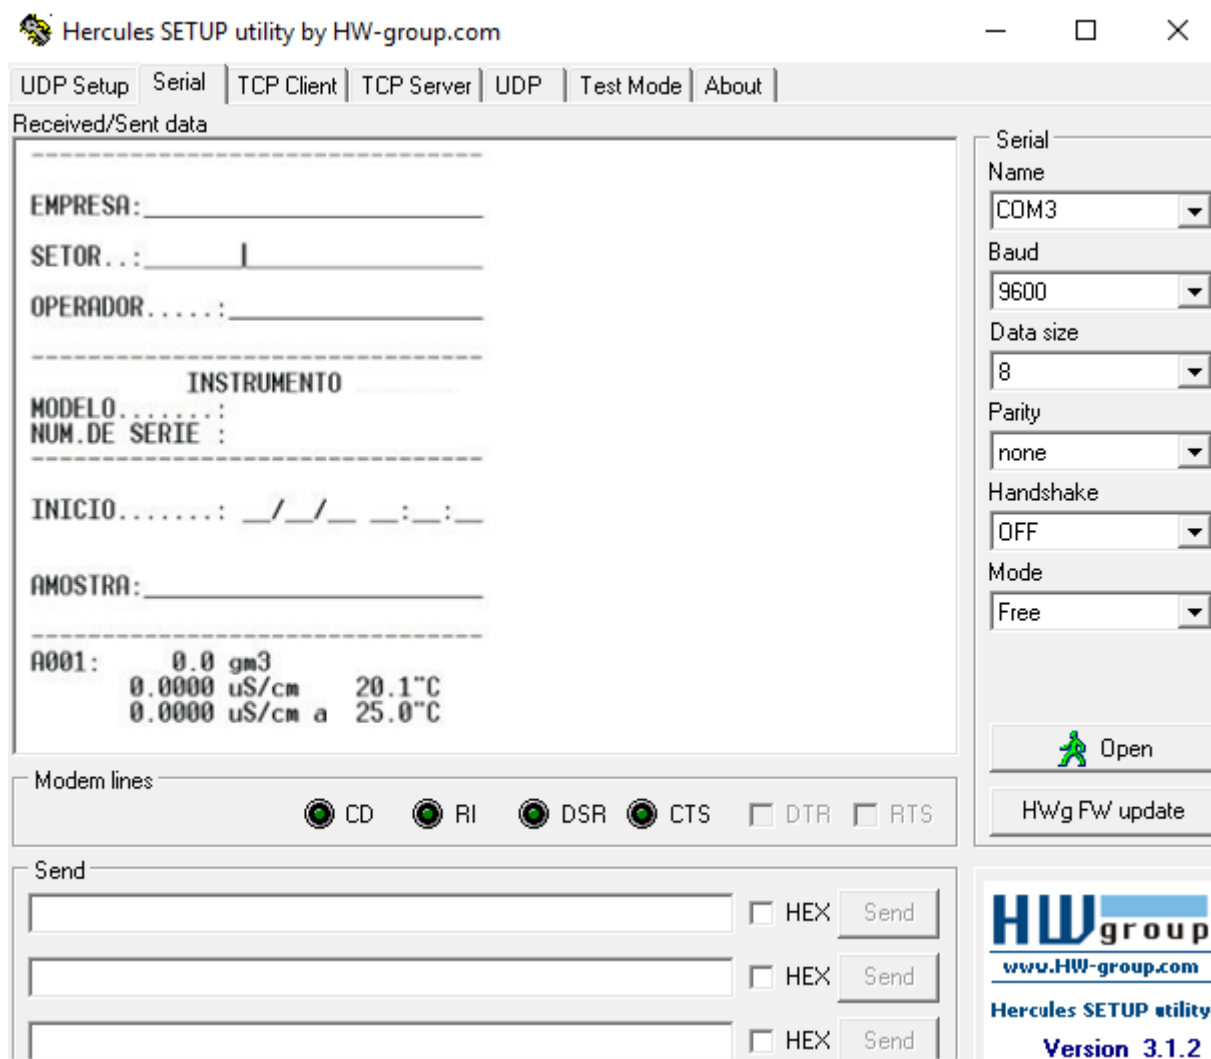 Hercules SETUP utility by HW-group.com
UDP Setup Serial TCP Client TCP Server UDP Test Mode About
Received/Sent data
--------------------------------
EMPRESA:________________________
SETOR..:________________________
OPERADOR.....:__________________
--------------------------------
INSTRUMENTO
MODELO.......:
NUM.DE SERIE :
--------------------------------
INICIO.......: __/__/__ __:__:__
AMOSTRA:________________________
--------------------------------
A001: 0.0 gm3
0.0000 uS/cm 20.1"C
0.0000 uS/cm a 25.0"C
Serial
Name
COM3
Baud
9600
Data size
8
Parity
none
Handshake
OFF
Mode
Free
Open
HWg FW update
Modem lines
CD RI DSR CTS DTR RTS
Send
HEX Send
HEX Send
HEX Send
HW group
www.HW-group.com
Hercules SETUP utility
Version 3.1.2